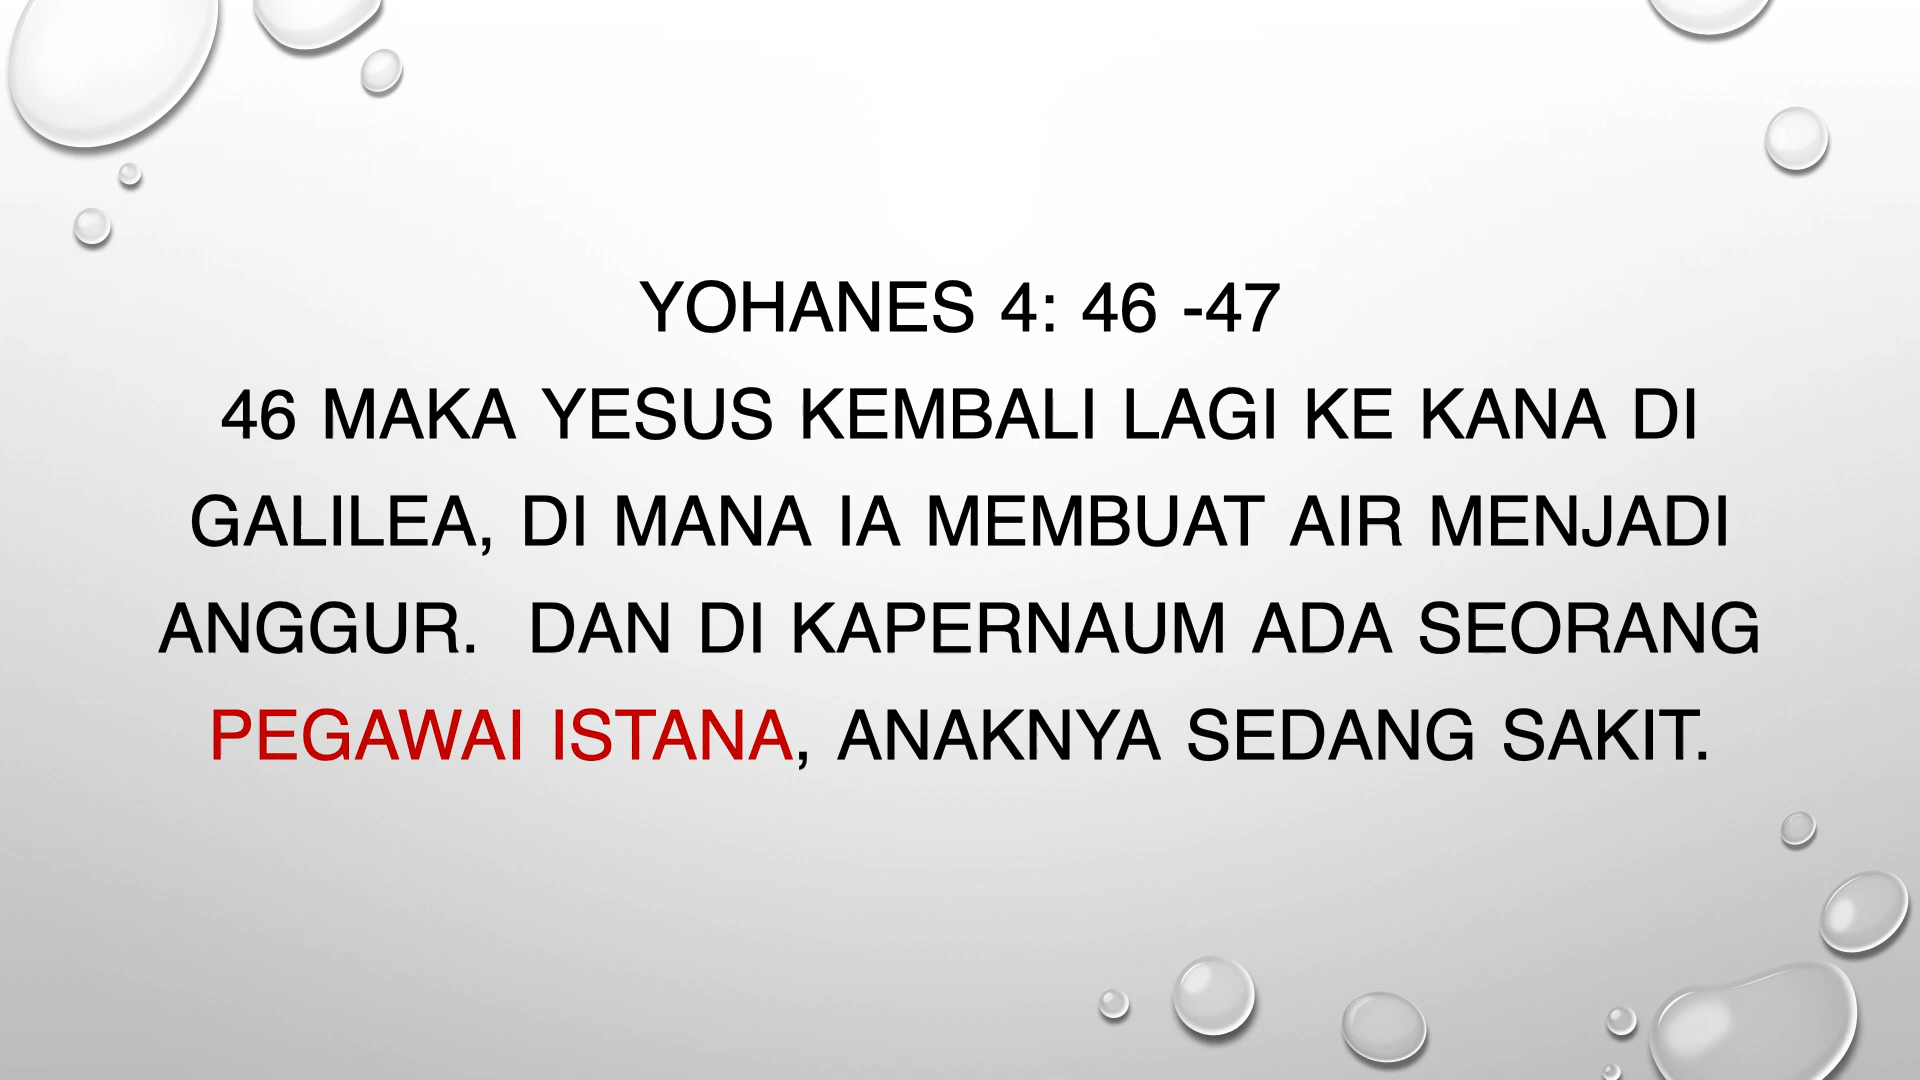 YOHANES 4: 46 -47
46 MAKA YESUS KEMBALI LAGI KE KANA DI
GALILEA, DI MANA IA MEMBUAT AIR MENJADI
ANGGUR.  DAN DI KAPERNAUM ADA SEORANG
PEGAWAI ISTANA, ANAKNYA SEDANG SAKIT.